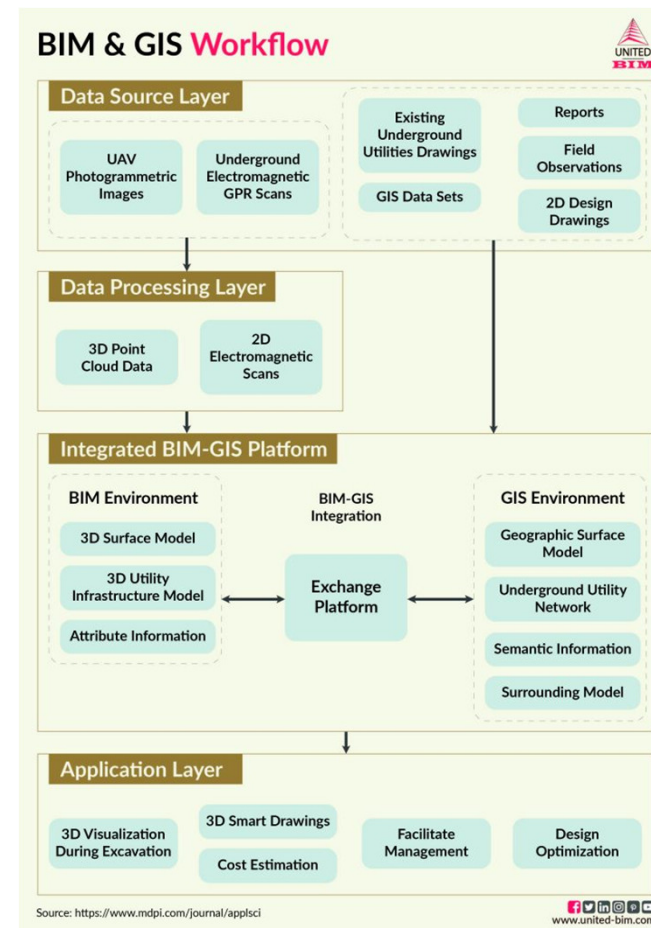 BIM & GIS Workflow
UNITED
BIM
Data Source Layer
UAV
Photogrammetric
Images
Underground
Electromagnetic
GPR Scans
Existing
Underground
Utilities Drawings
GIS Data Sets
Reports
Field
Observations
2D Design
Drawings
Data Processing Layer
3D Point
Cloud Data
2D
Electromagnetic
Scans
Integrated BIM-GIS Platform
BIM Environment
3D Surface Model
3D Utility
Infrastructure Model
Attribute Information
BIM-GIS
Integration
Exchange
Platform
GIS Environment
Geographic Surface
Model
Underground Utility
Network
Semantic Information
Surrounding Model
Application Layer
3D Visualization
During Excavation
3D Smart Drawings
Cost Estimation
Facilitate
Management
Design
Optimization
Source: https://www.mdpi.com/journal/applsci
www.united-bim.com